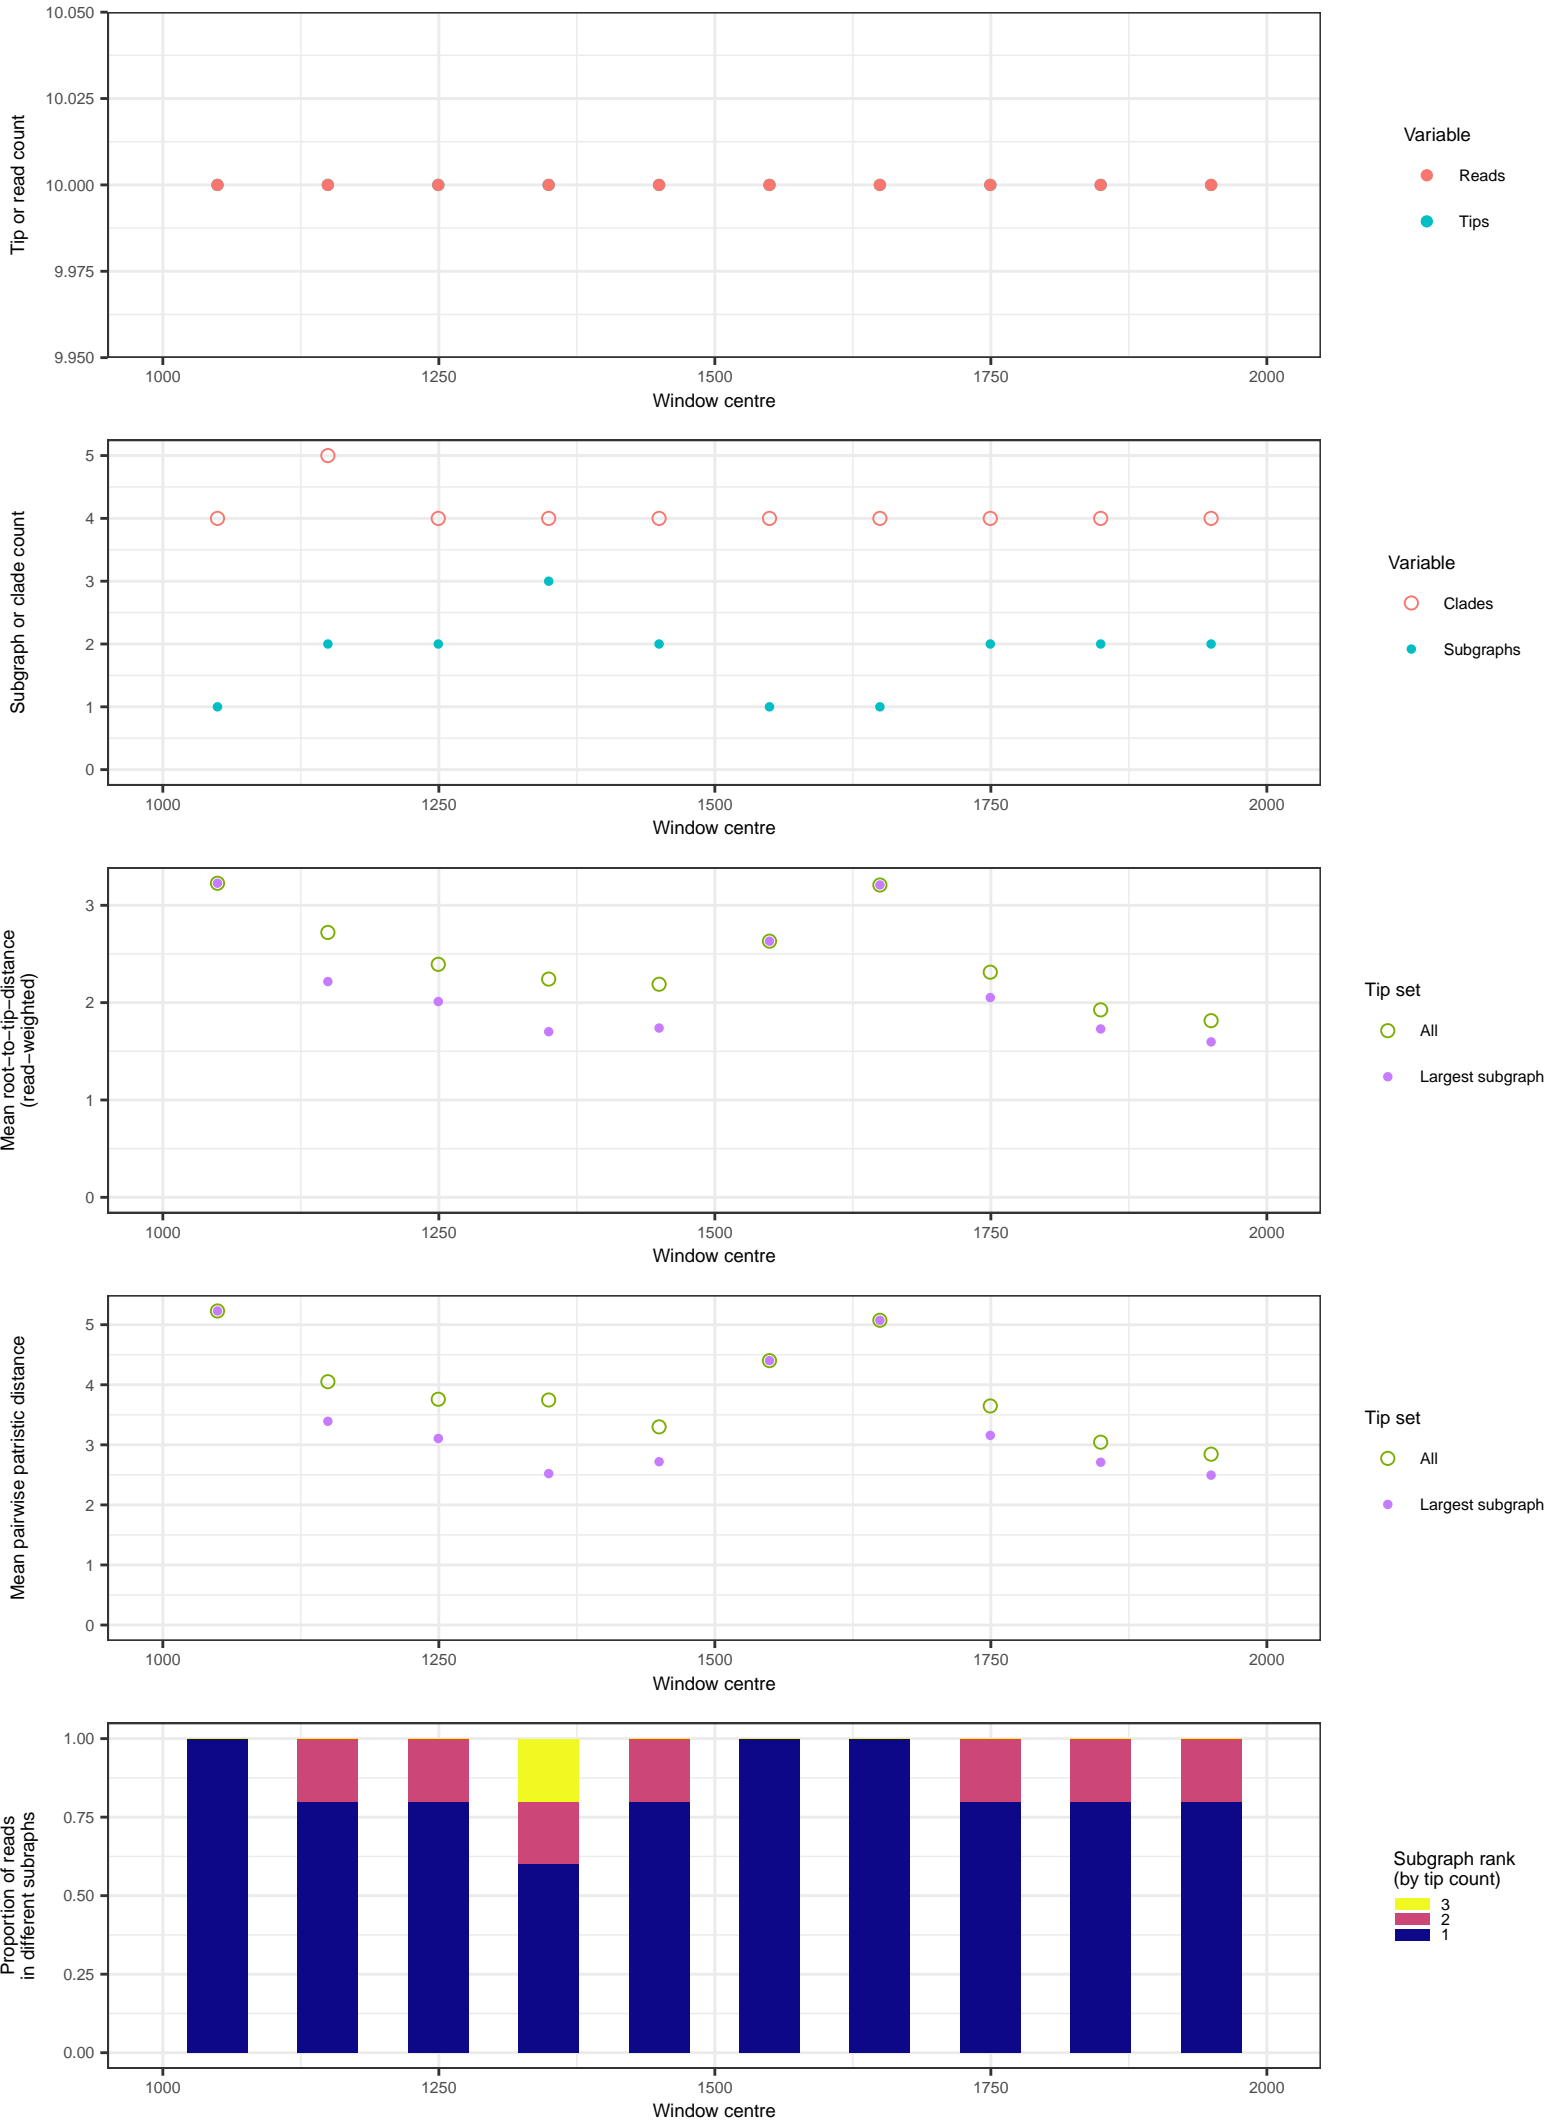 10.050
10.025
10.000
9.975
9.950
Tip or read count
1000 1250 1500 1750 2000
Window centre
Variable
Reads
Tips
5
4
3
2
1
0
Subgraph or clade count
1000 1250 1500 1750 2000
Window centre
Variable
Clades
Subgraphs
3
2
1
0
Mean root−to−tip−distance
(read−weighted)
1000 1250 1500 1750 2000
Window centre
Tip set
All
Largest subgraph
5
4
3
2
1
0
Mean pairwise patristic distance
1000 1250 1500 1750 2000
Window centre
Tip set
All
Largest subgraph
1.00
0.75
0.50
0.25
0.00
Proportion of reads
in different subraphs
1000 1250 1500 1750 2000
Window centre
Subgraph rank
(by tip count)
3
2
1